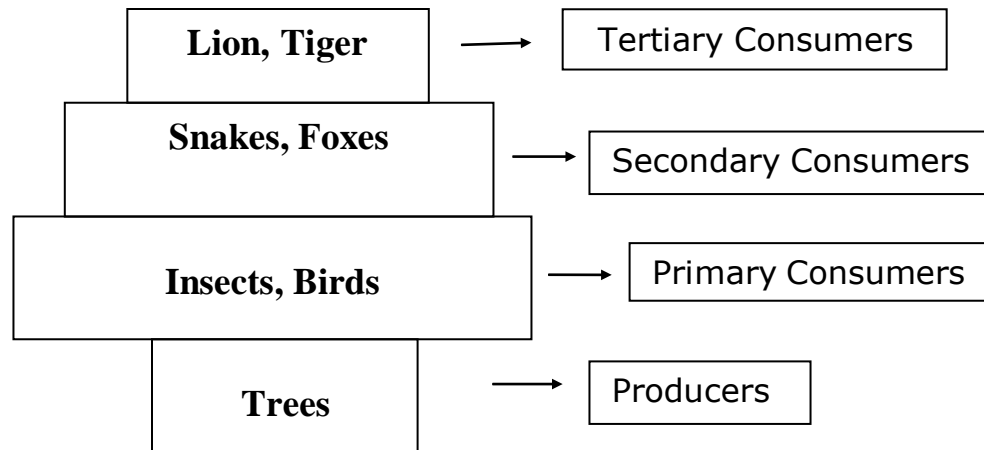 Lion, Tiger
Tertiary Consumers
Snakes, Foxes
Secondary Consumers
Insects, Birds
Primary Consumers
Trees
Producers